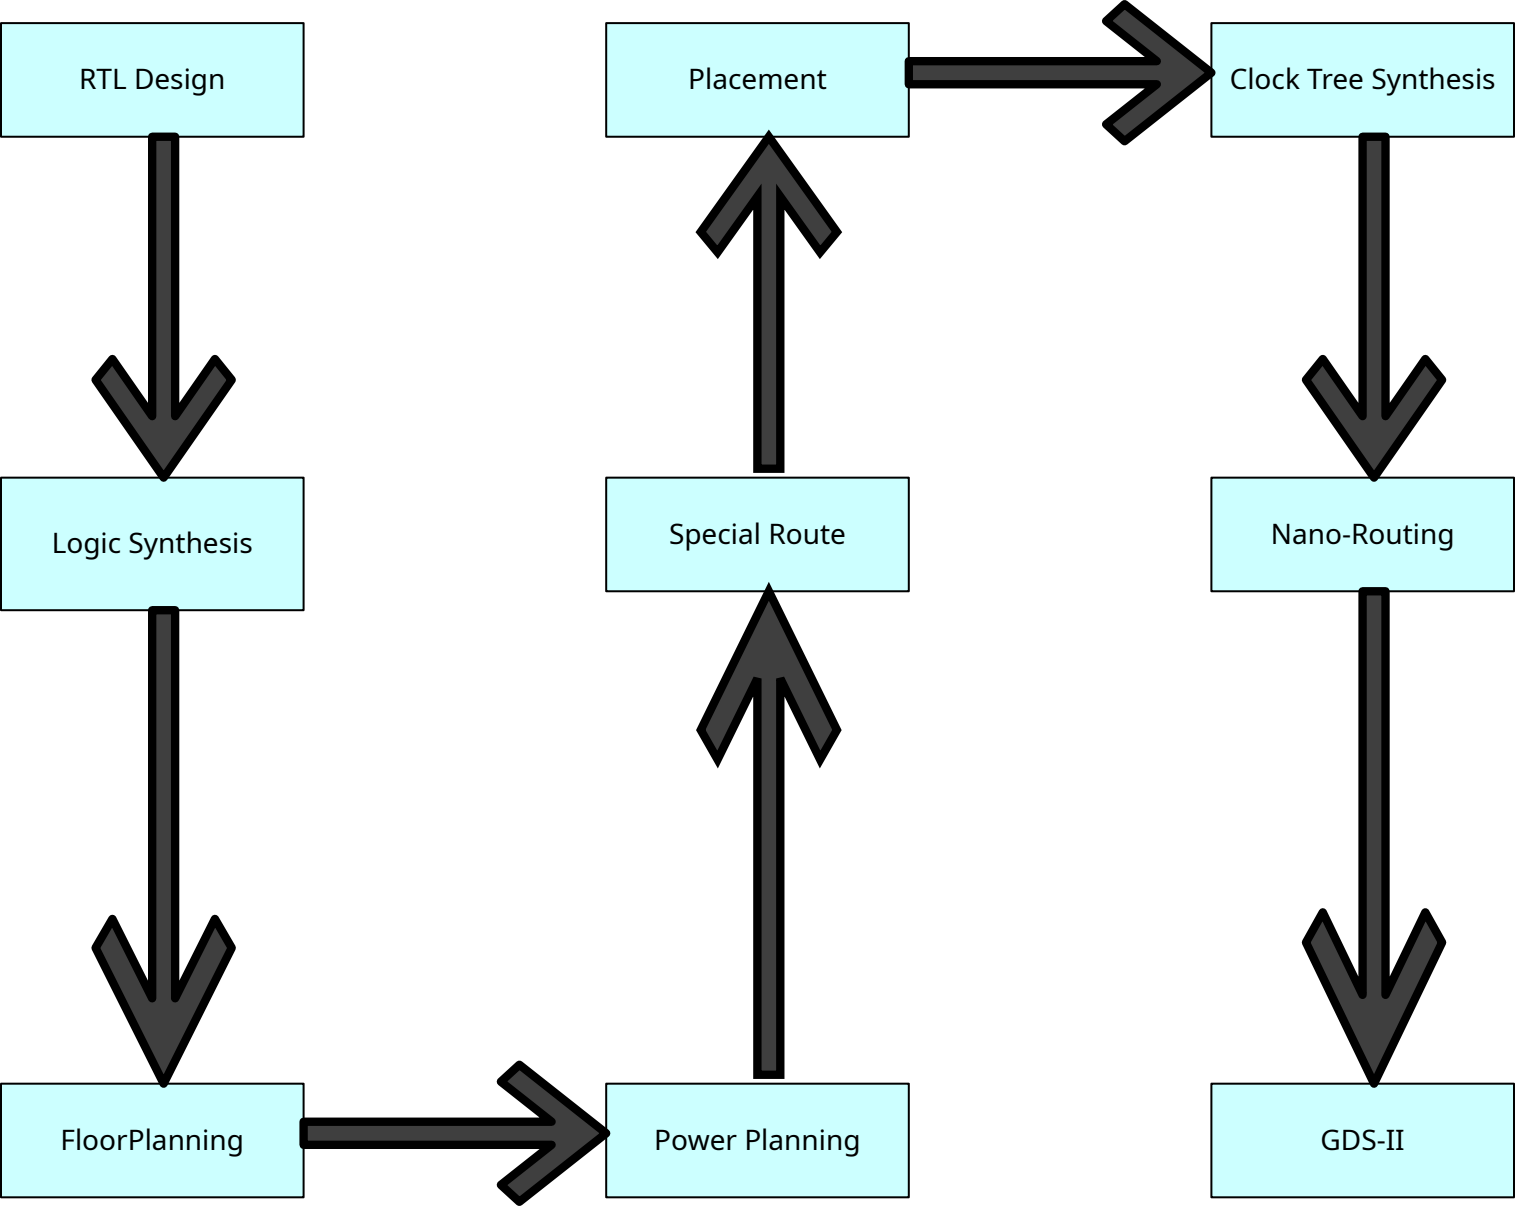 RTL Design
Placement
Clock Tree Synthesis
Logic Synthesis
Special Route
Nano-Routing
FloorPlanning
Power Planning
GDS-II